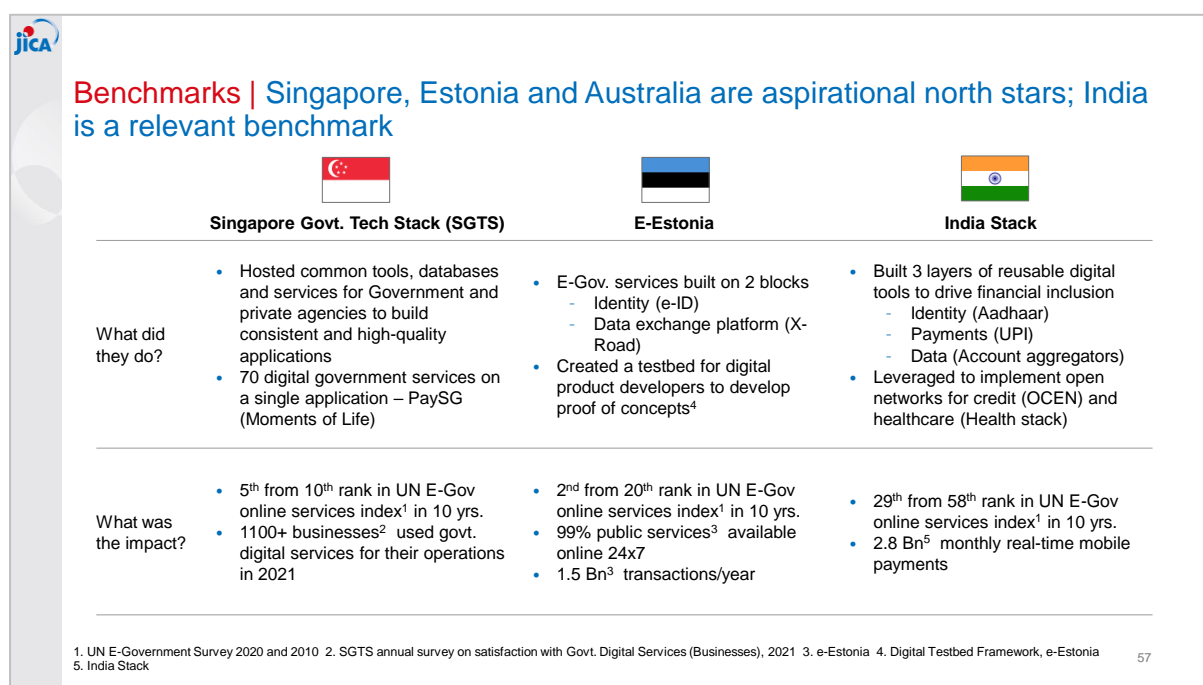 JICA
Benchmarks | Singapore, Estonia and Australia are aspirational north stars; India
is a relevant benchmark
Singapore Govt. Tech Stack (SGTS)
E-Estonia
India Stack
What did
they do?
• Hosted common tools, databases
and services for Government and
private agencies to build
consistent and high-quality
applications
• 70 digital government services on
a single application – PaySG
(Moments of Life)
• E-Gov. services built on 2 blocks
- Identity (e-ID)
- Data exchange platform (X-
Road)
• Created a testbed for digital
product developers to develop
proof of concepts4
• Built 3 layers of reusable digital
tools to drive financial inclusion
- Identity (Aadhaar)
- Payments (UPI)
- Data (Account aggregators)
• Leveraged to implement open
networks for credit (OCEN) and
healthcare (Health stack)
What was
the impact?
• 5th from 10th rank in UN E-Gov
online services index1 in 10 yrs.
• 1100+ businesses2 used govt.
digital services for their operations
in 2021
• 2nd from 20th rank in UN E-Gov
online services index1 in 10 yrs.
• 99% public services3 available
online 24x7
• 1.5 Bn3 transactions/year
• 29th from 58th rank in UN E-Gov
online services index1 in 10 yrs.
• 2.8 Bn5 monthly real-time mobile
payments
1. UN E-Government Survey 2020 and 2010 2. SGTS annual survey on satisfaction with Govt. Digital Services (Businesses), 2021 3. e-Estonia 4. Digital Testbed Framework, e-Estonia
5. India Stack
57